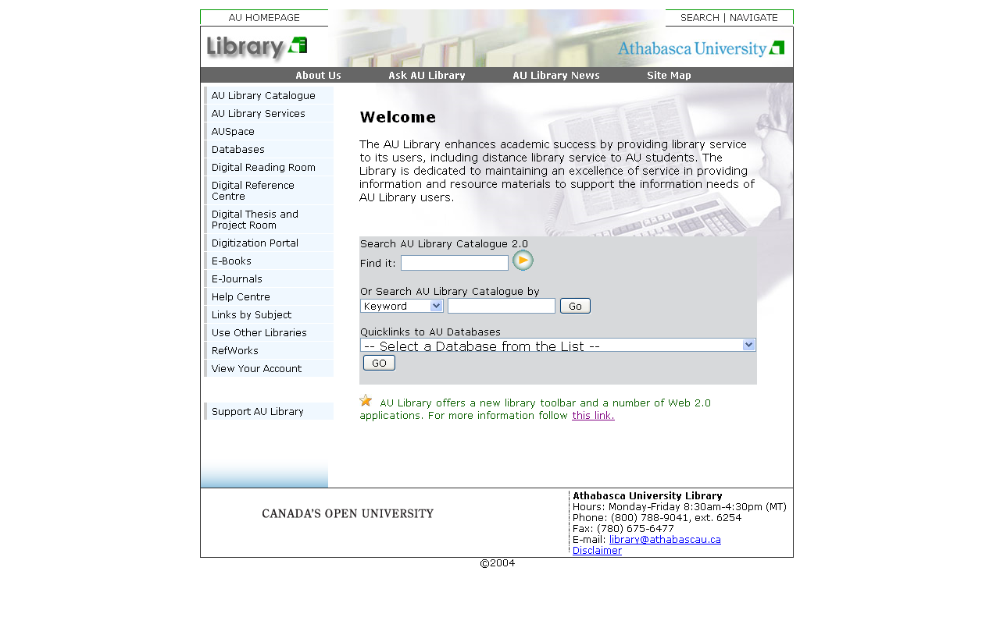 AU HOMEPAGE
SEARCH | NAVIGATE
Library
Athabasca University
About Us
Ask AU Library
AU Library News
Site Map
AU Library Catalogue
AU Library Services
AUSpace
Databases
Digital Reading Room
Digital Reference
Centre
Digital Thesis and
Project Room
Digitization Portal
E-Books
E-Journals
Help Centre
Links by Subject
Use Other Libraries
RefWorks
View Your Account
Support AU Library
Welcome
The AU Library enhances academic success by providing library service
to its users, including distance library service to AU students. The
Library is dedicated to maintaining an excellence of service in providing
information and resource materials to support the information needs of
AU Library users.
Search AU Library Catalogue 2.0
Find it:
Or Search AU Library Catalogue by
Keyword
Go
Quicklinks to AU Databases
-- Select a Database from the List --
GO
AU Library offers a new library toolbar and a number of Web 2.0
applications. For more information follow this link.
CANADA'S OPEN UNIVERSITY
Athabasca University Library
Hours: Monday-Friday 8:30am-4:30pm (MT)
Phone: (800) 788-9041, ext. 6254
Fax: (780) 675-6477
E-mail: library@athabascau.ca
Disclaimer
©2004